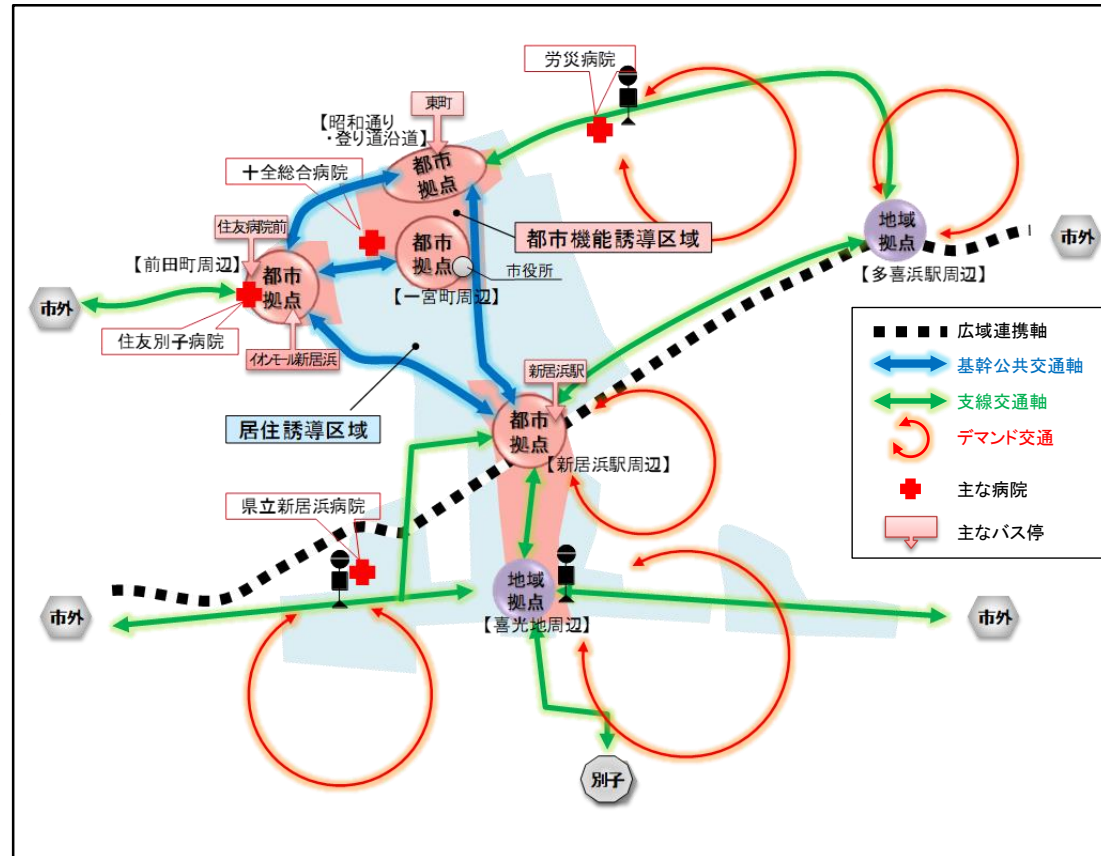 労災病院
東町
【昭和通り
・登り道沿道】
都市
拠点
十全総合病院
住友病院前
都市機能誘導区域
都市
拠点
地域
拠点
市外
【前田町周辺】
都市
拠点
市役所
【一宮町周辺】
【多喜浜駅周辺】
市外
住友別子病院
イオンモール新居浜
新居浜駅
広域連携軸
基幹公共交通軸
支線交通軸
デマンド交通
主な病院
主なバス停
居住誘導区域
都市
拠点
【新居浜駅周辺】
県立新居浜病院
地域
拠点
市外
【喜光地周辺】
市外
別子